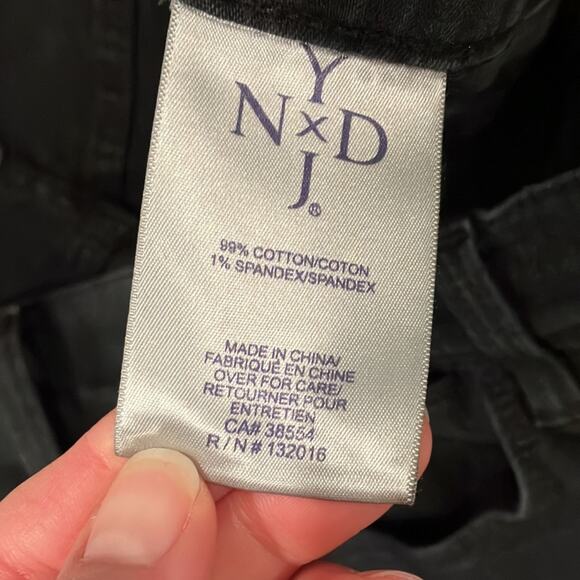 Y
N x D
J®
99% COTTON/COTON
1% SPANDEX/SPANDEX
MADE IN CHINA/
FABRIQUÉ EN CHINE
OVER FOR CARE/
RETOURNER POUR
ENTRETIEN
CA# 38554
R/N# 132016